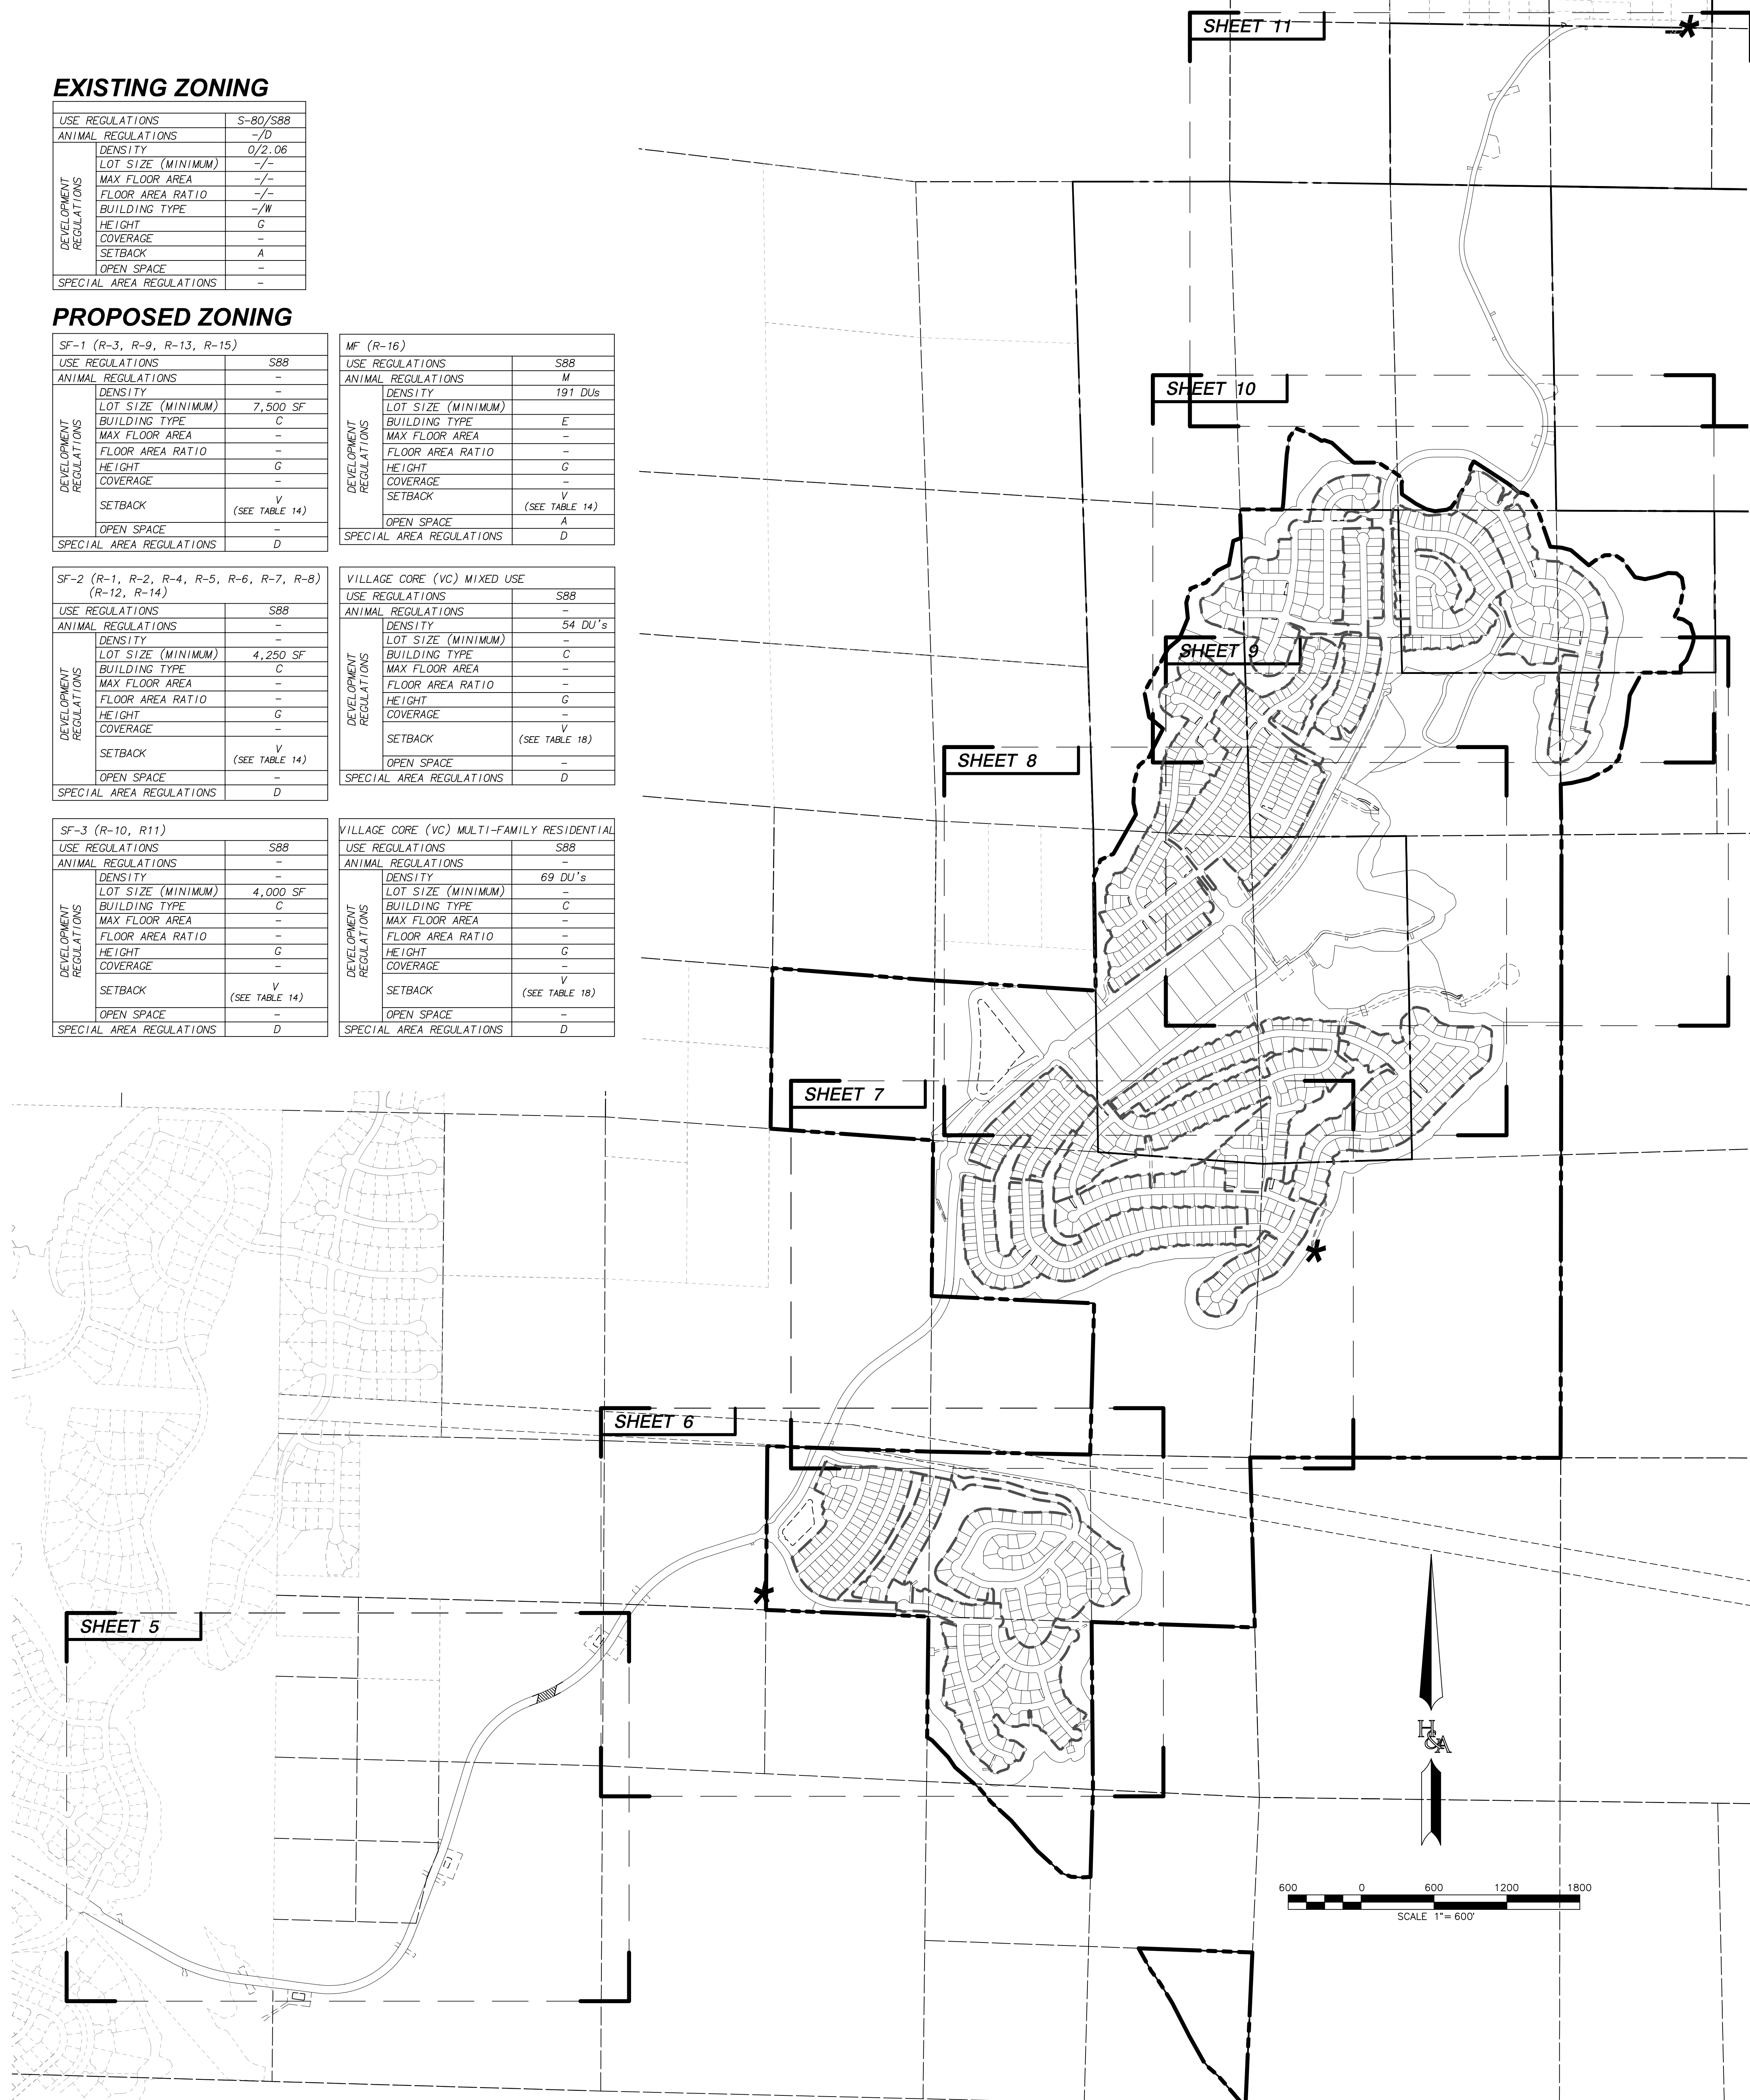 EXISTING ZONING
USE REGULATIONS S-80/S88
ANIMAL REGULATIONS -/D
DEVELOPMENT REGULATIONS
DENSITY 0/2.06
LOT SIZE (MINIMUM) -/-
MAX FLOOR AREA -/-
FLOOR AREA RATIO -/-
BUILDING TYPE -/W
HEIGHT G
COVERAGE -
SETBACK A
OPEN SPACE -
SPECIAL AREA REGULATIONS -
PROPOSED ZONING
SF-1 (R-3, R-9, R-13, R-15)
USE REGULATIONS S88
ANIMAL REGULATIONS -
DEVELOPMENT REGULATIONS
DENSITY -
LOT SIZE (MINIMUM) 7,500 SF
BUILDING TYPE C
MAX FLOOR AREA -
FLOOR AREA RATIO -
HEIGHT G
COVERAGE -
SETBACK V
(SEE TABLE 14)
OPEN SPACE -
SPECIAL AREA REGULATIONS D
MF (R-16)
USE REGULATIONS S88
ANIMAL REGULATIONS M
DEVELOPMENT REGULATIONS
DENSITY 191 DUs
LOT SIZE (MINIMUM)
BUILDING TYPE E
MAX FLOOR AREA -
FLOOR AREA RATIO -
HEIGHT G
COVERAGE -
SETBACK V
(SEE TABLE 14)
OPEN SPACE A
SPECIAL AREA REGULATIONS D
SF-2 (R-1, R-2, R-4, R-5, R-6, R-7, R-8)
(R-12, R-14)
USE REGULATIONS S88
ANIMAL REGULATIONS -
DEVELOPMENT REGULATIONS
DENSITY -
LOT SIZE (MINIMUM) 4,250 SF
BUILDING TYPE C
MAX FLOOR AREA -
FLOOR AREA RATIO -
HEIGHT G
COVERAGE -
SETBACK V
(SEE TABLE 14)
OPEN SPACE -
SPECIAL AREA REGULATIONS D
VILLAGE CORE (VC) MIXED USE
USE REGULATIONS S88
ANIMAL REGULATIONS -
DEVELOPMENT REGULATIONS
DENSITY 54 DU's
LOT SIZE (MINIMUM) -
BUILDING TYPE C
MAX FLOOR AREA -
FLOOR AREA RATIO -
HEIGHT G
COVERAGE -
SETBACK V
(SEE TABLE 18)
OPEN SPACE -
SPECIAL AREA REGULATIONS D
SF-3 (R-10, R11)
USE REGULATIONS S88
ANIMAL REGULATIONS -
DEVELOPMENT REGULATIONS
DENSITY -
LOT SIZE (MINIMUM) 4,000 SF
BUILDING TYPE C
MAX FLOOR AREA -
FLOOR AREA RATIO -
HEIGHT G
COVERAGE -
SETBACK V
(SEE TABLE 14)
OPEN SPACE -
SPECIAL AREA REGULATIONS D
VILLAGE CORE (VC) MULTI-FAMILY RESIDENTIAL
USE REGULATIONS S88
ANIMAL REGULATIONS -
DEVELOPMENT REGULATIONS
DENSITY 69 DU's
LOT SIZE (MINIMUM) -
BUILDING TYPE C
MAX FLOOR AREA -
FLOOR AREA RATIO -
HEIGHT G
COVERAGE -
SETBACK V
(SEE TABLE 18)
OPEN SPACE -
SPECIAL AREA REGULATIONS D
SHEET 11
*
SHEET 10
SHEET 9
SHEET 8
SHEET 7
*
SHEET 6
*
SHEET 5
H&A
600 0 600 1200 1800
SCALE 1"= 600'